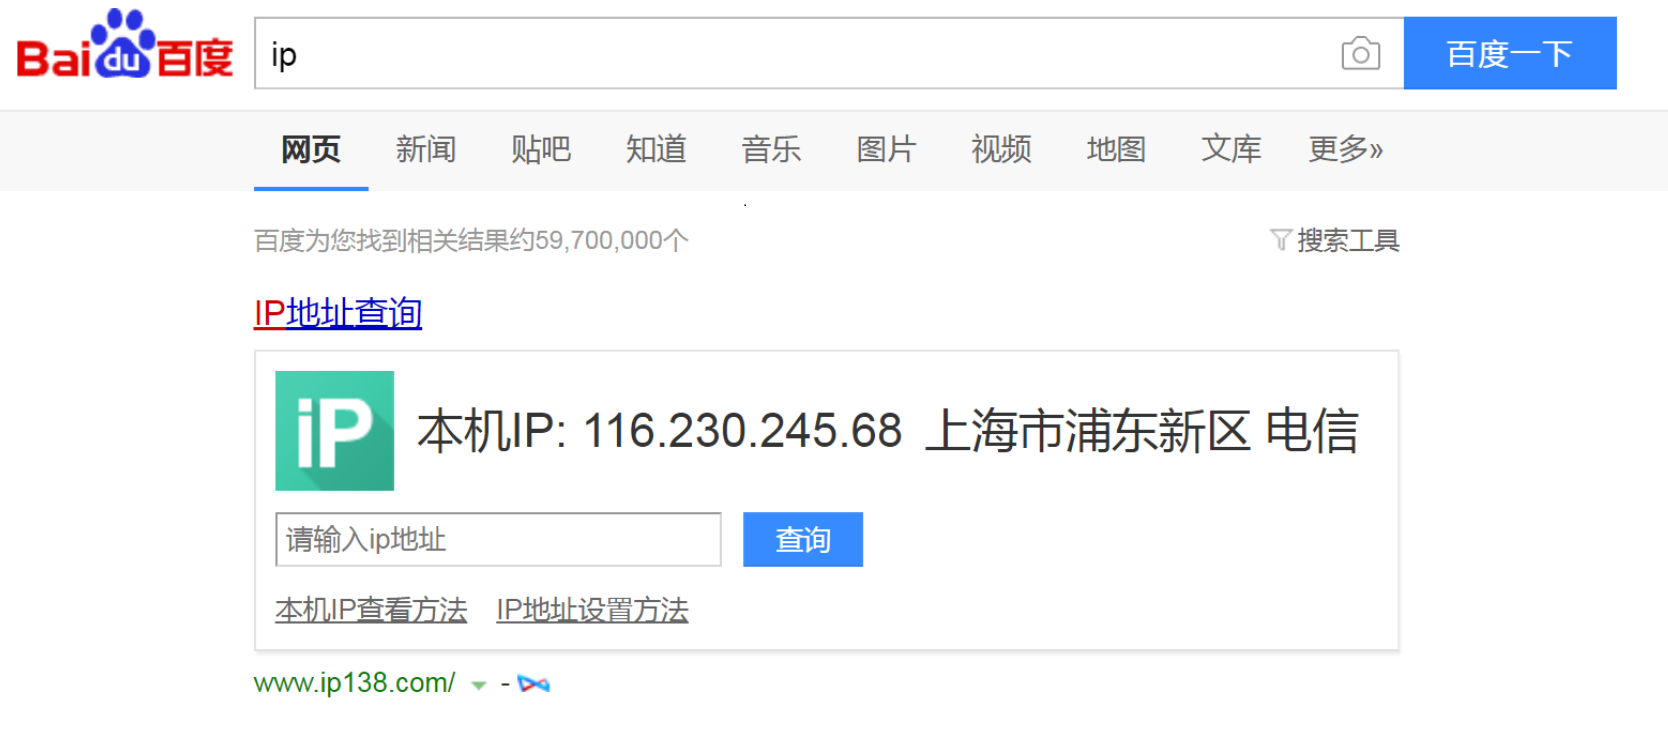 Bai du 百度 ip 百度一下
网页 新闻 贴吧 知道 音乐 图片 视频 地图 文库 更多»
百度为您找到相关结果约59,700,000个 搜索工具
IP地址查询
iP 本机IP: 116.230.245.68 上海市浦东新区 电信
请输入ip地址 查询
本机IP查看方法 IP地址设置方法
www.ip138.com/ -